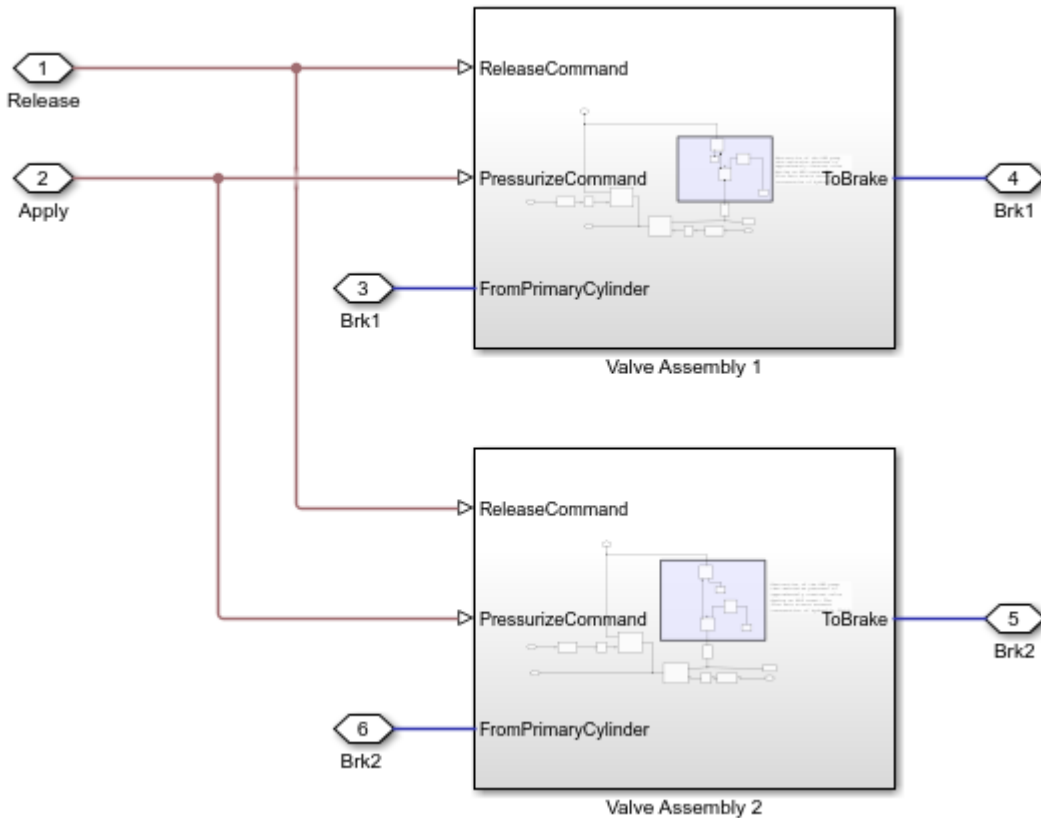 1
Release
ReleaseCommand
2
Apply
PressurizeCommand
ToBrake
4
Brk1
3
Brk1
FromPrimaryCylinder
Valve Assembly 1
ReleaseCommand
PressurizeCommand
ToBrake
5
Brk2
6
Brk2
FromPrimaryCylinder
Valve Assembly 2